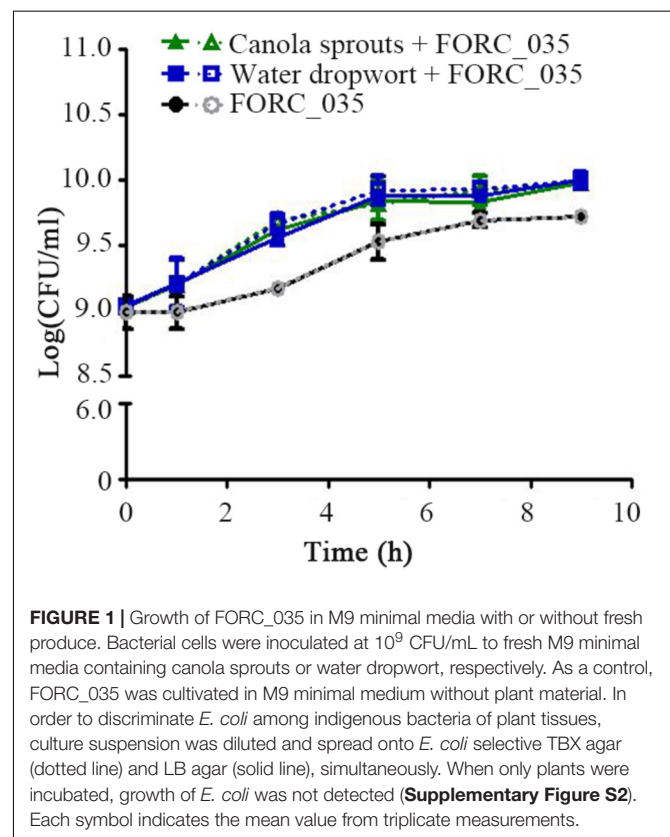 11.0
Canola sprouts + FORC_035
Water dropwort + FORC_035
FORC_035
10.5
10.0
9.5
9.0
8.5
6.0
0
Log(CFU/ml)
0 2 4 6 8 10
Time (h)
FIGURE 1 | Growth of FORC_035 in M9 minimal media with or without fresh
produce. Bacterial cells were inoculated at 10⁹ CFU/mL to fresh M9 minimal
media containing canola sprouts or water dropwort, respectively. As a control,
FORC_035 was cultivated in M9 minimal medium without plant material. In
order to discriminate E. coli among indigenous bacteria of plant tissues,
culture suspension was diluted and spread onto E. coli selective TBX agar
(dotted line) and LB agar (solid line), simultaneously. When only plants were
incubated, growth of E. coli was not detected (Supplementary Figure S2).
Each symbol indicates the mean value from triplicate measurements.